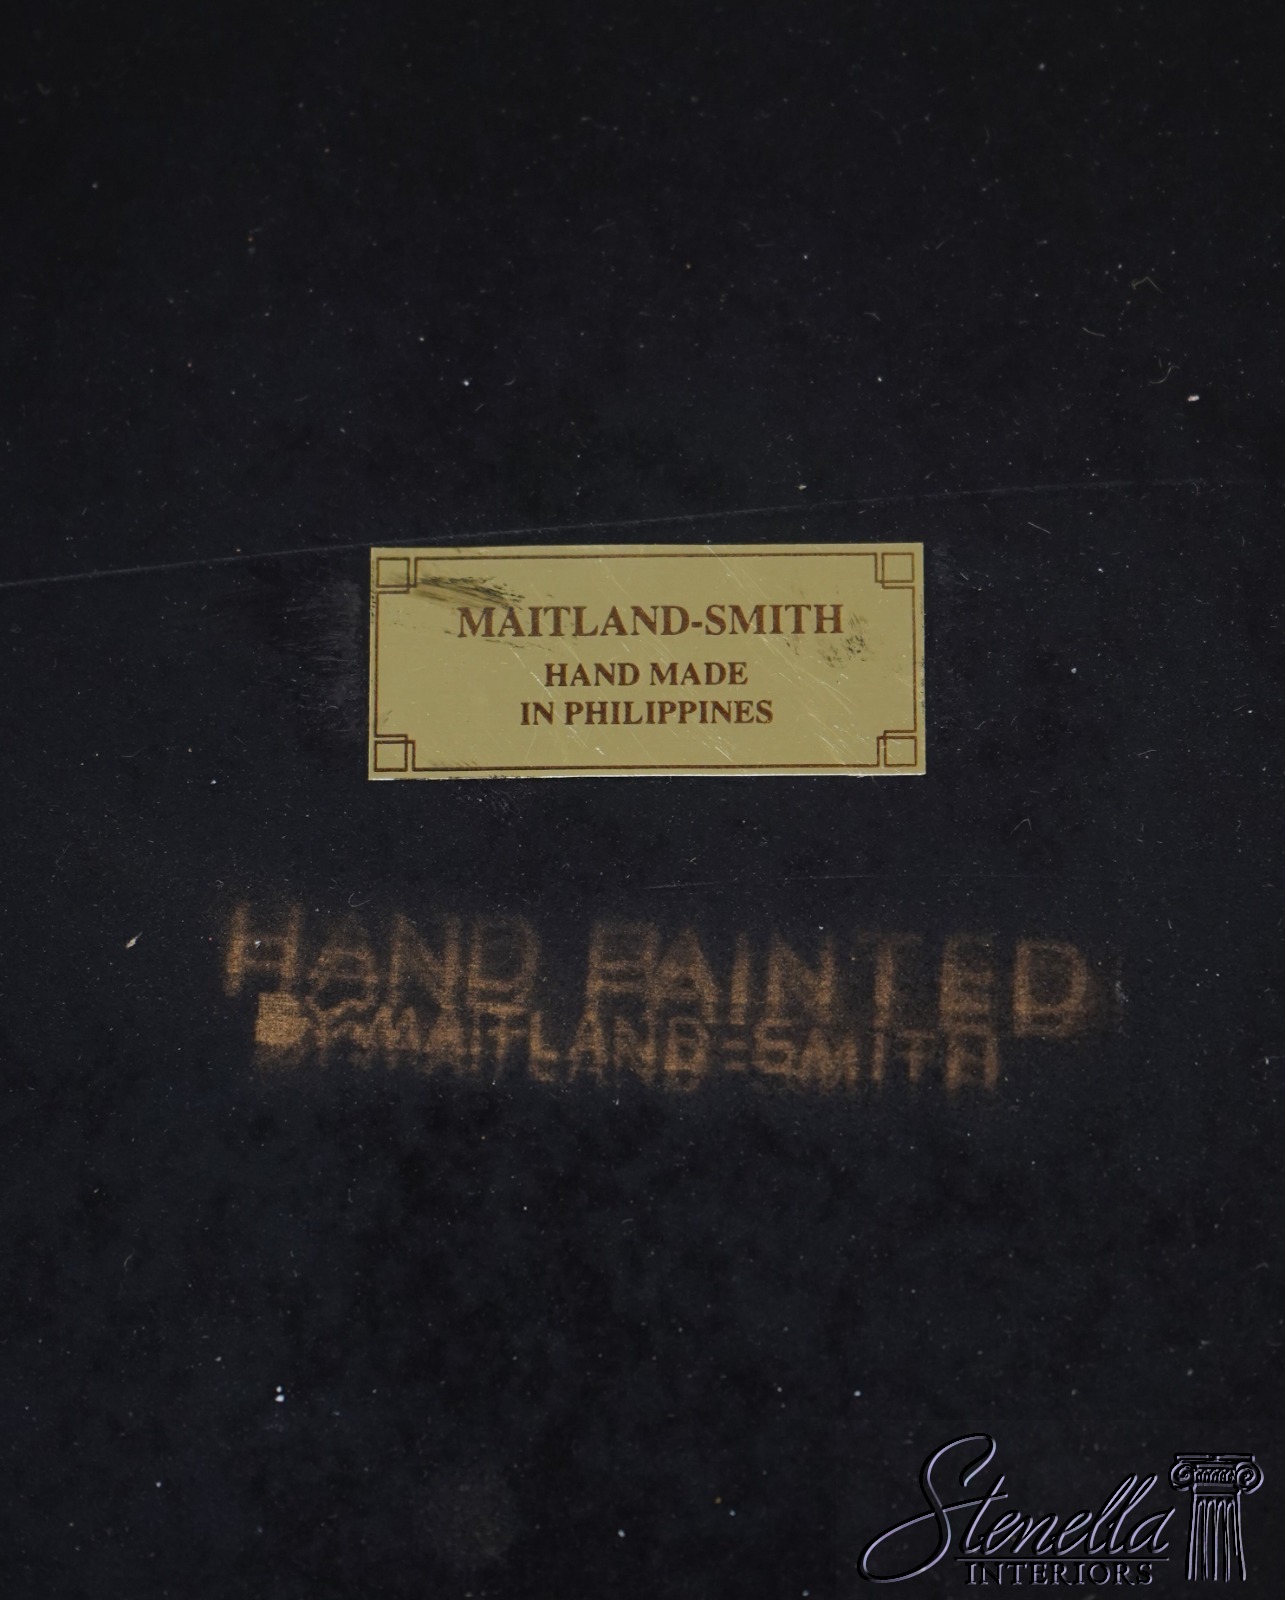 MAITLAND-SMITH
HAND MADE
IN PHILIPPINES
HAND PAINTED
BY MAITLAND-SMITH
Stenella
INTERIORS